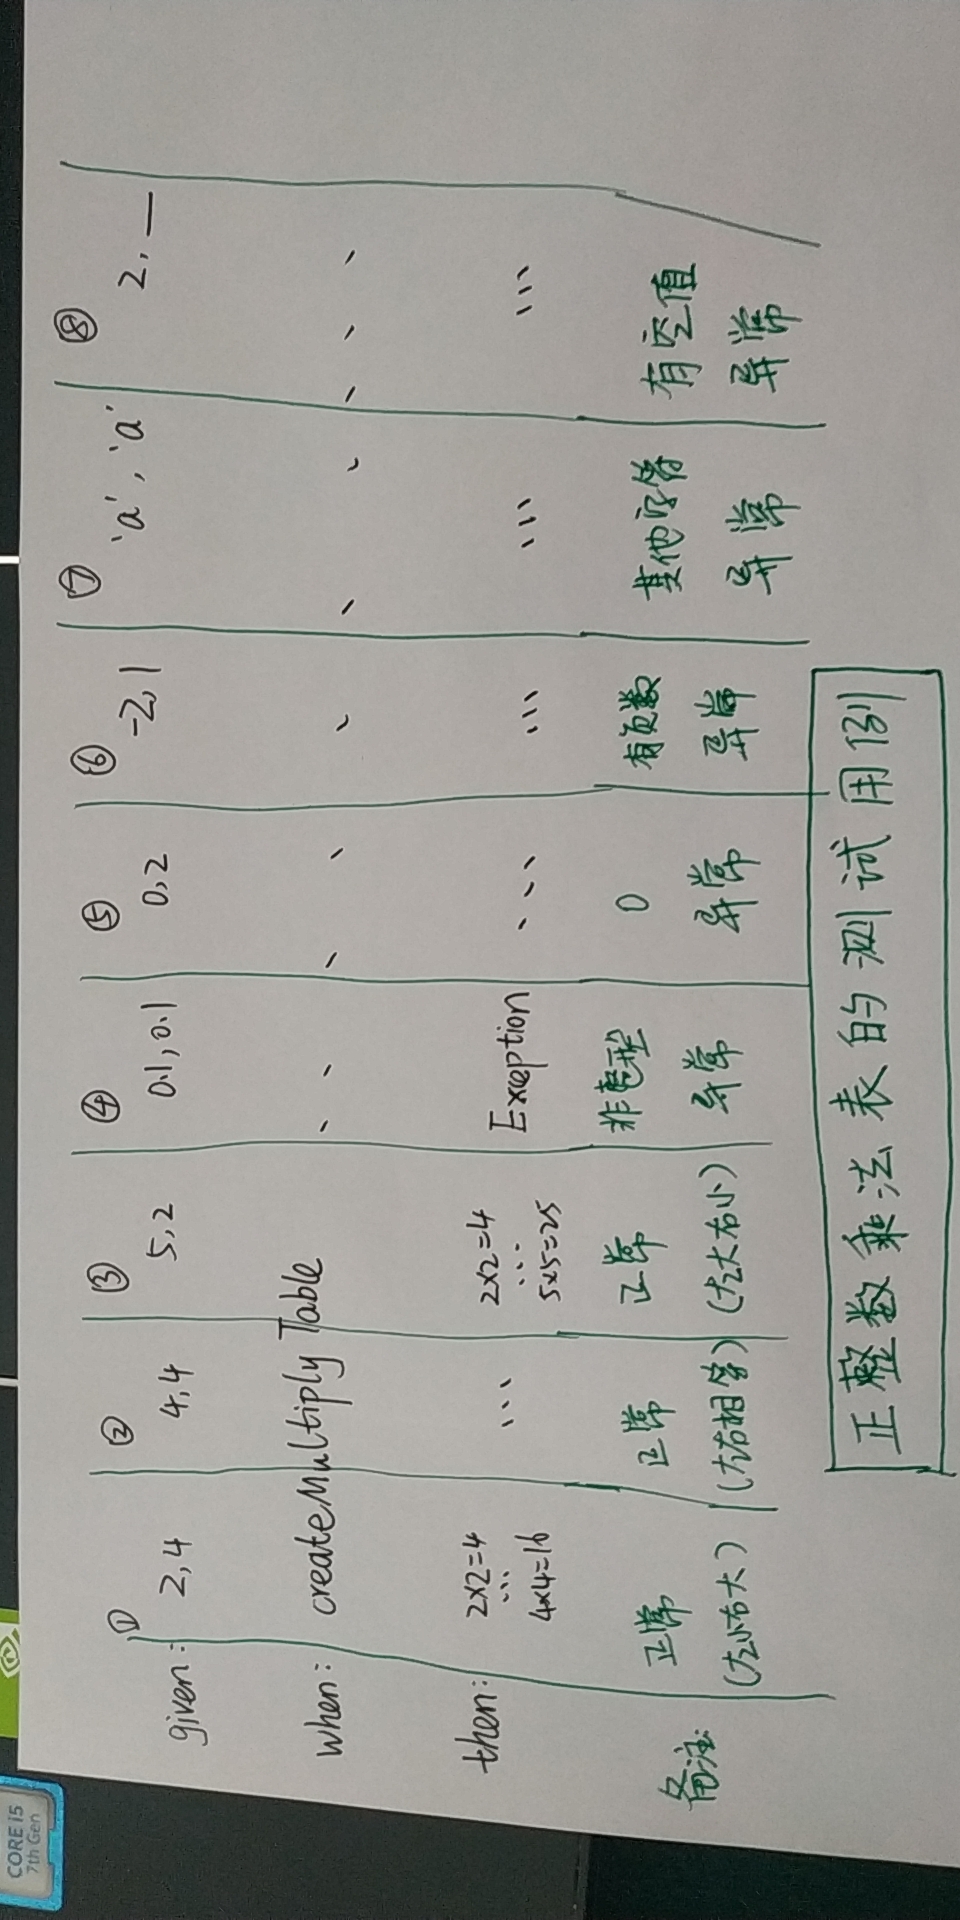 ① ② ③ ④ ⑤ ⑥ ⑦ ⑧
given: 2,4 4,4 5,2 0.1,0.1 0,2 -2,1 'a','a' 2,—
when: createMultiplyTable
then: 2×2=4 ... 2×2=4 Exception ... ... ... ...
... ...
4×4=16 5×5=25
备注 正常 正常 正常 非整型 0 有负数 其他字符 有空值
(左小右大) (左右相等) (左大右小) 异常 异常 异常 异常 异常
正整数乘法表的测试用例
CORE i5
7th Gen